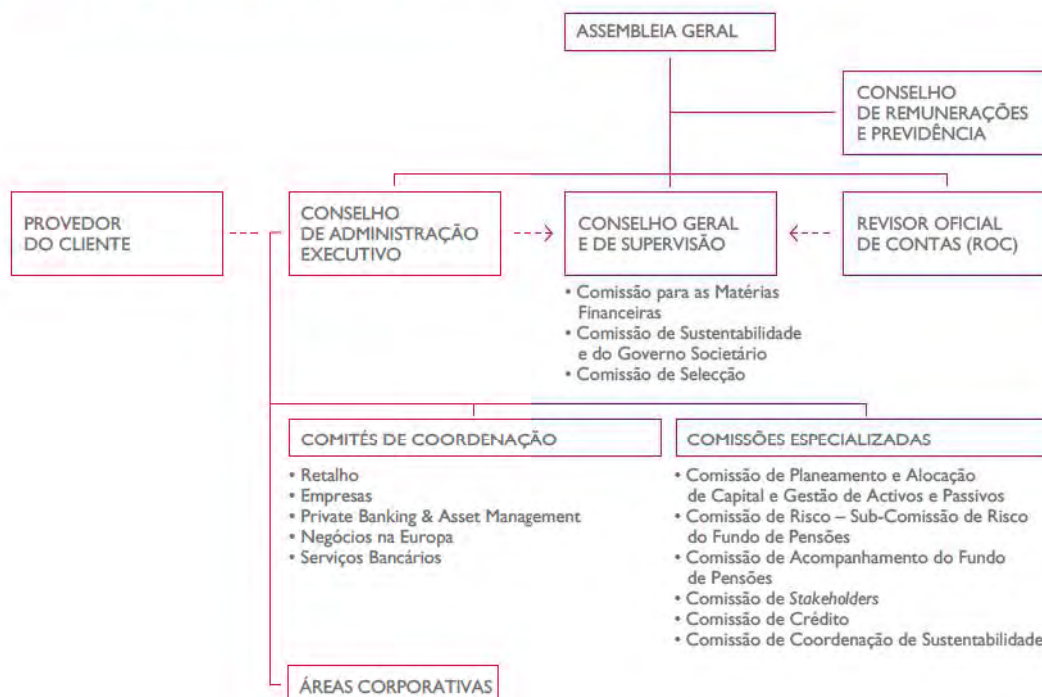 ASSEMBLEIA GERAL
CONSELHO
DE REMUNERAÇÕES
E PREVIDÊNCIA
PROVEDOR
DO CLIENTE
CONSELHO
DE ADMINISTRAÇÃO
EXECUTIVO
CONSELHO GERAL
E DE SUPERVISÃO
REVISOR OFICIAL
DE CONTAS (ROC)
• Comissão para as Matérias
Financeiras
• Comissão de Sustentabilidade
e do Governo Societário
• Comissão de Selecção
COMITÉS DE COORDENAÇÃO
• Retalho
• Empresas
• Private Banking & Asset Management
• Negócios na Europa
• Serviços Bancários
COMISSÕES ESPECIALIZADAS
• Comissão de Planeamento e Alocação
de Capital e Gestão de Activos e Passivos
• Comissão de Risco – Sub-Comissão de Risco
do Fundo de Pensões
• Comissão de Acompanhamento do Fundo
de Pensões
• Comissão de Stakeholders
• Comissão de Crédito
• Comissão de Coordenação de Sustentabilidade
ÁREAS CORPORATIVAS